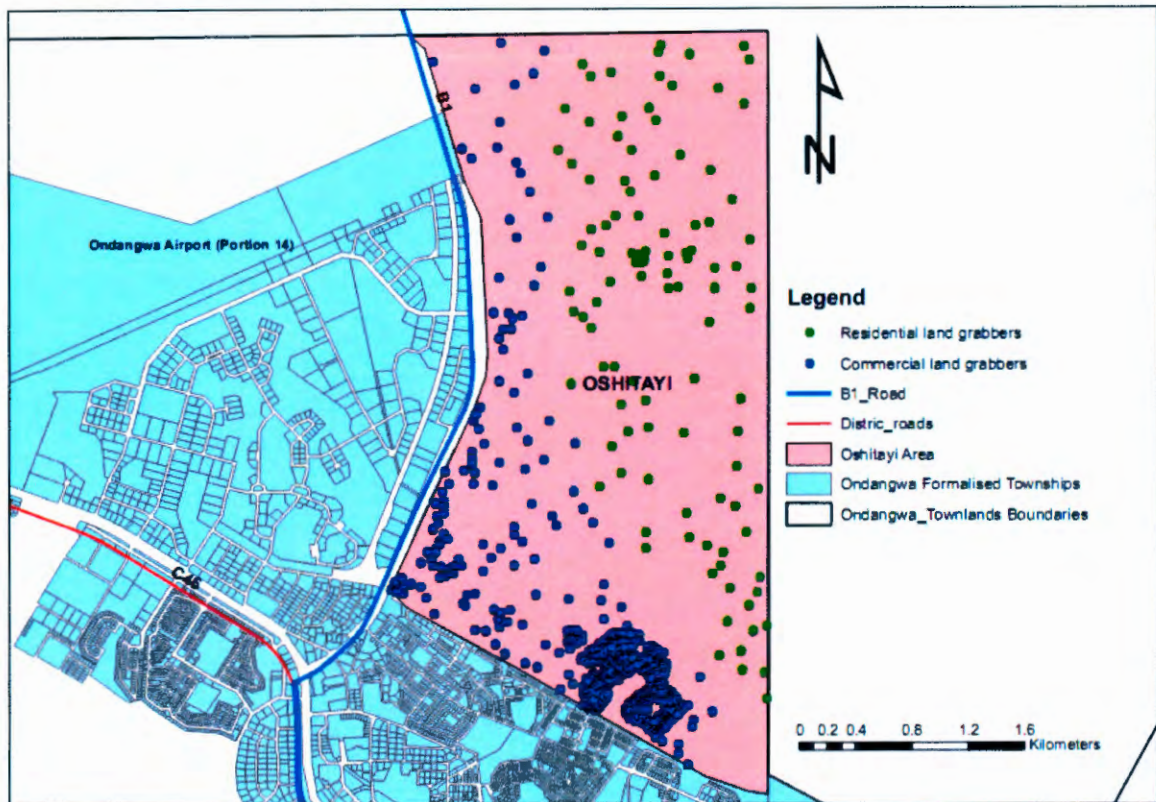 B1
Ondangwa Airport (Portion 14)
OSHITAYI
C46
N
Legend
Residential land grabbers
Commercial land grabbers
B1_Road
Distric_roads
Oshitayi Area
Ondangwa Formalised Townships
Ondangwa_Townlands Boundaries
0 0.2 0.4 0.8 1.2 1.6
Kilometers